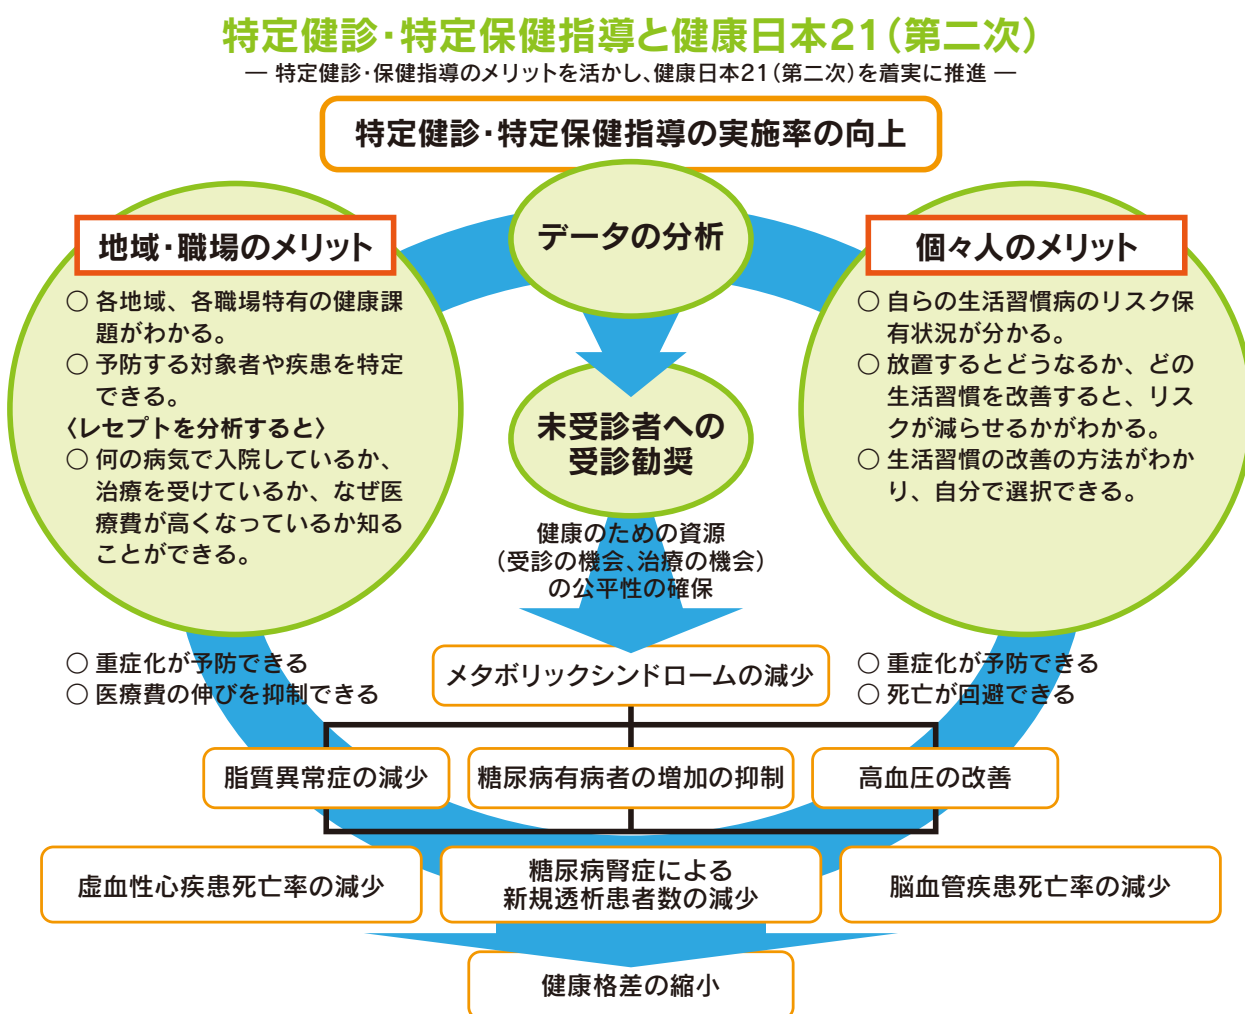 特定健診・特定保健指導と健康日本21(第二次)
― 特定健診・保健指導のメリットを活かし、健康日本21(第二次)を着実に推進 ―
特定健診・特定保健指導の実施率の向上
データの分析
地域・職場のメリット
○ 各地域、各職場特有の健康課
題がわかる。
○ 予防する対象者や疾患を特定
できる。
〈レセプトを分析すると〉
○ 何の病気で入院しているか、
治療を受けているか、なぜ医
療費が高くなっているか知る
ことができる。
個々人のメリット
○ 自らの生活習慣病のリスク保
有状況が分かる。
○ 放置するとどうなるか、どの
生活習慣を改善すると、リス
クが減らせるかがわかる。
○ 生活習慣の改善の方法がわか
り、自分で選択できる。
未受診者への
受診勧奨
健康のための資源
(受診の機会、治療の機会)
の公平性の確保
○ 重症化が予防できる
○ 医療費の伸びを抑制できる
メタボリックシンドロームの減少
○ 重症化が予防できる
○ 死亡が回避できる
脂質異常症の減少
糖尿病有病者の増加の抑制
高血圧の改善
虚血性心疾患死亡率の減少
糖尿病腎症による
新規透析患者数の減少
脳血管疾患死亡率の減少
健康格差の縮小